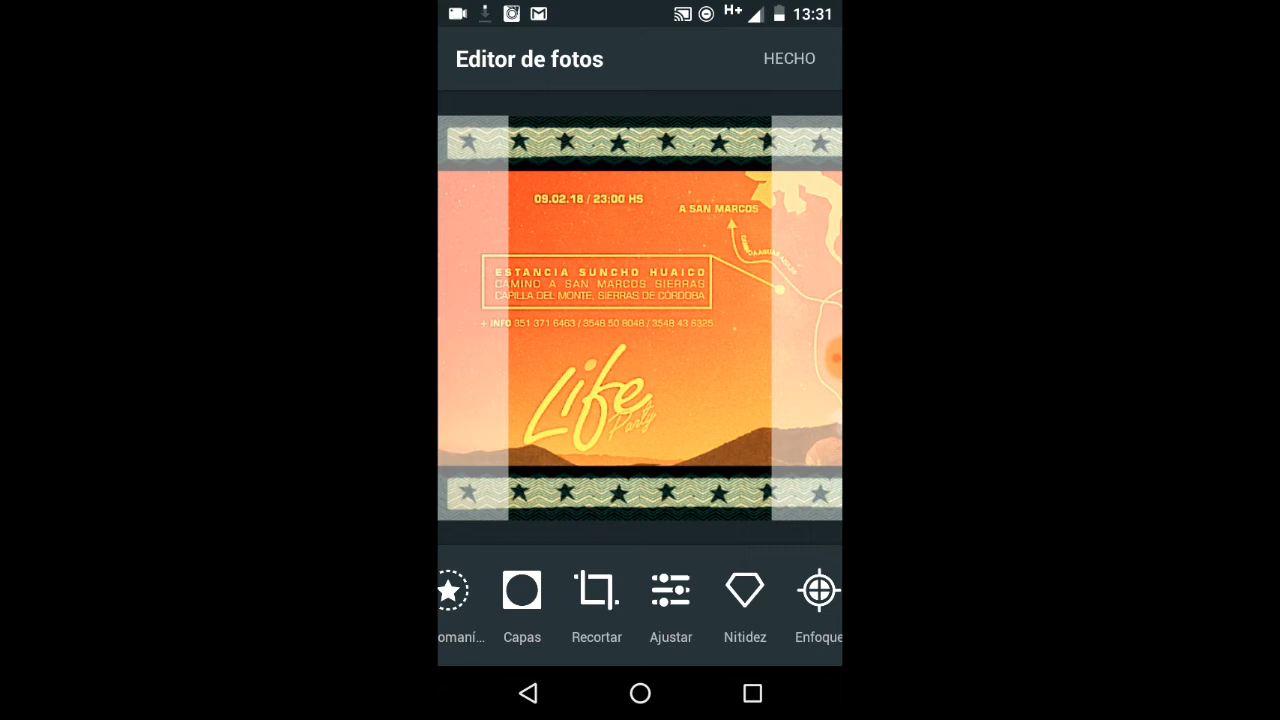 H+ 13:31
Editor de fotos HECHO
09.02.18 / 23:00 HS
A SAN MARCOS
ESTANCIA SUNCHO HUAICO
CAMINO A SAN MARCOS SIERRAS
CAPILLA DEL MONTE, SIERRAS DE CÓRDOBA
+ INFO 351 371 6463 / 3548 50 8048 / 3548 43 6325
Life
Party
omaní... Capas Recortar Ajustar Nitidez Enfoque